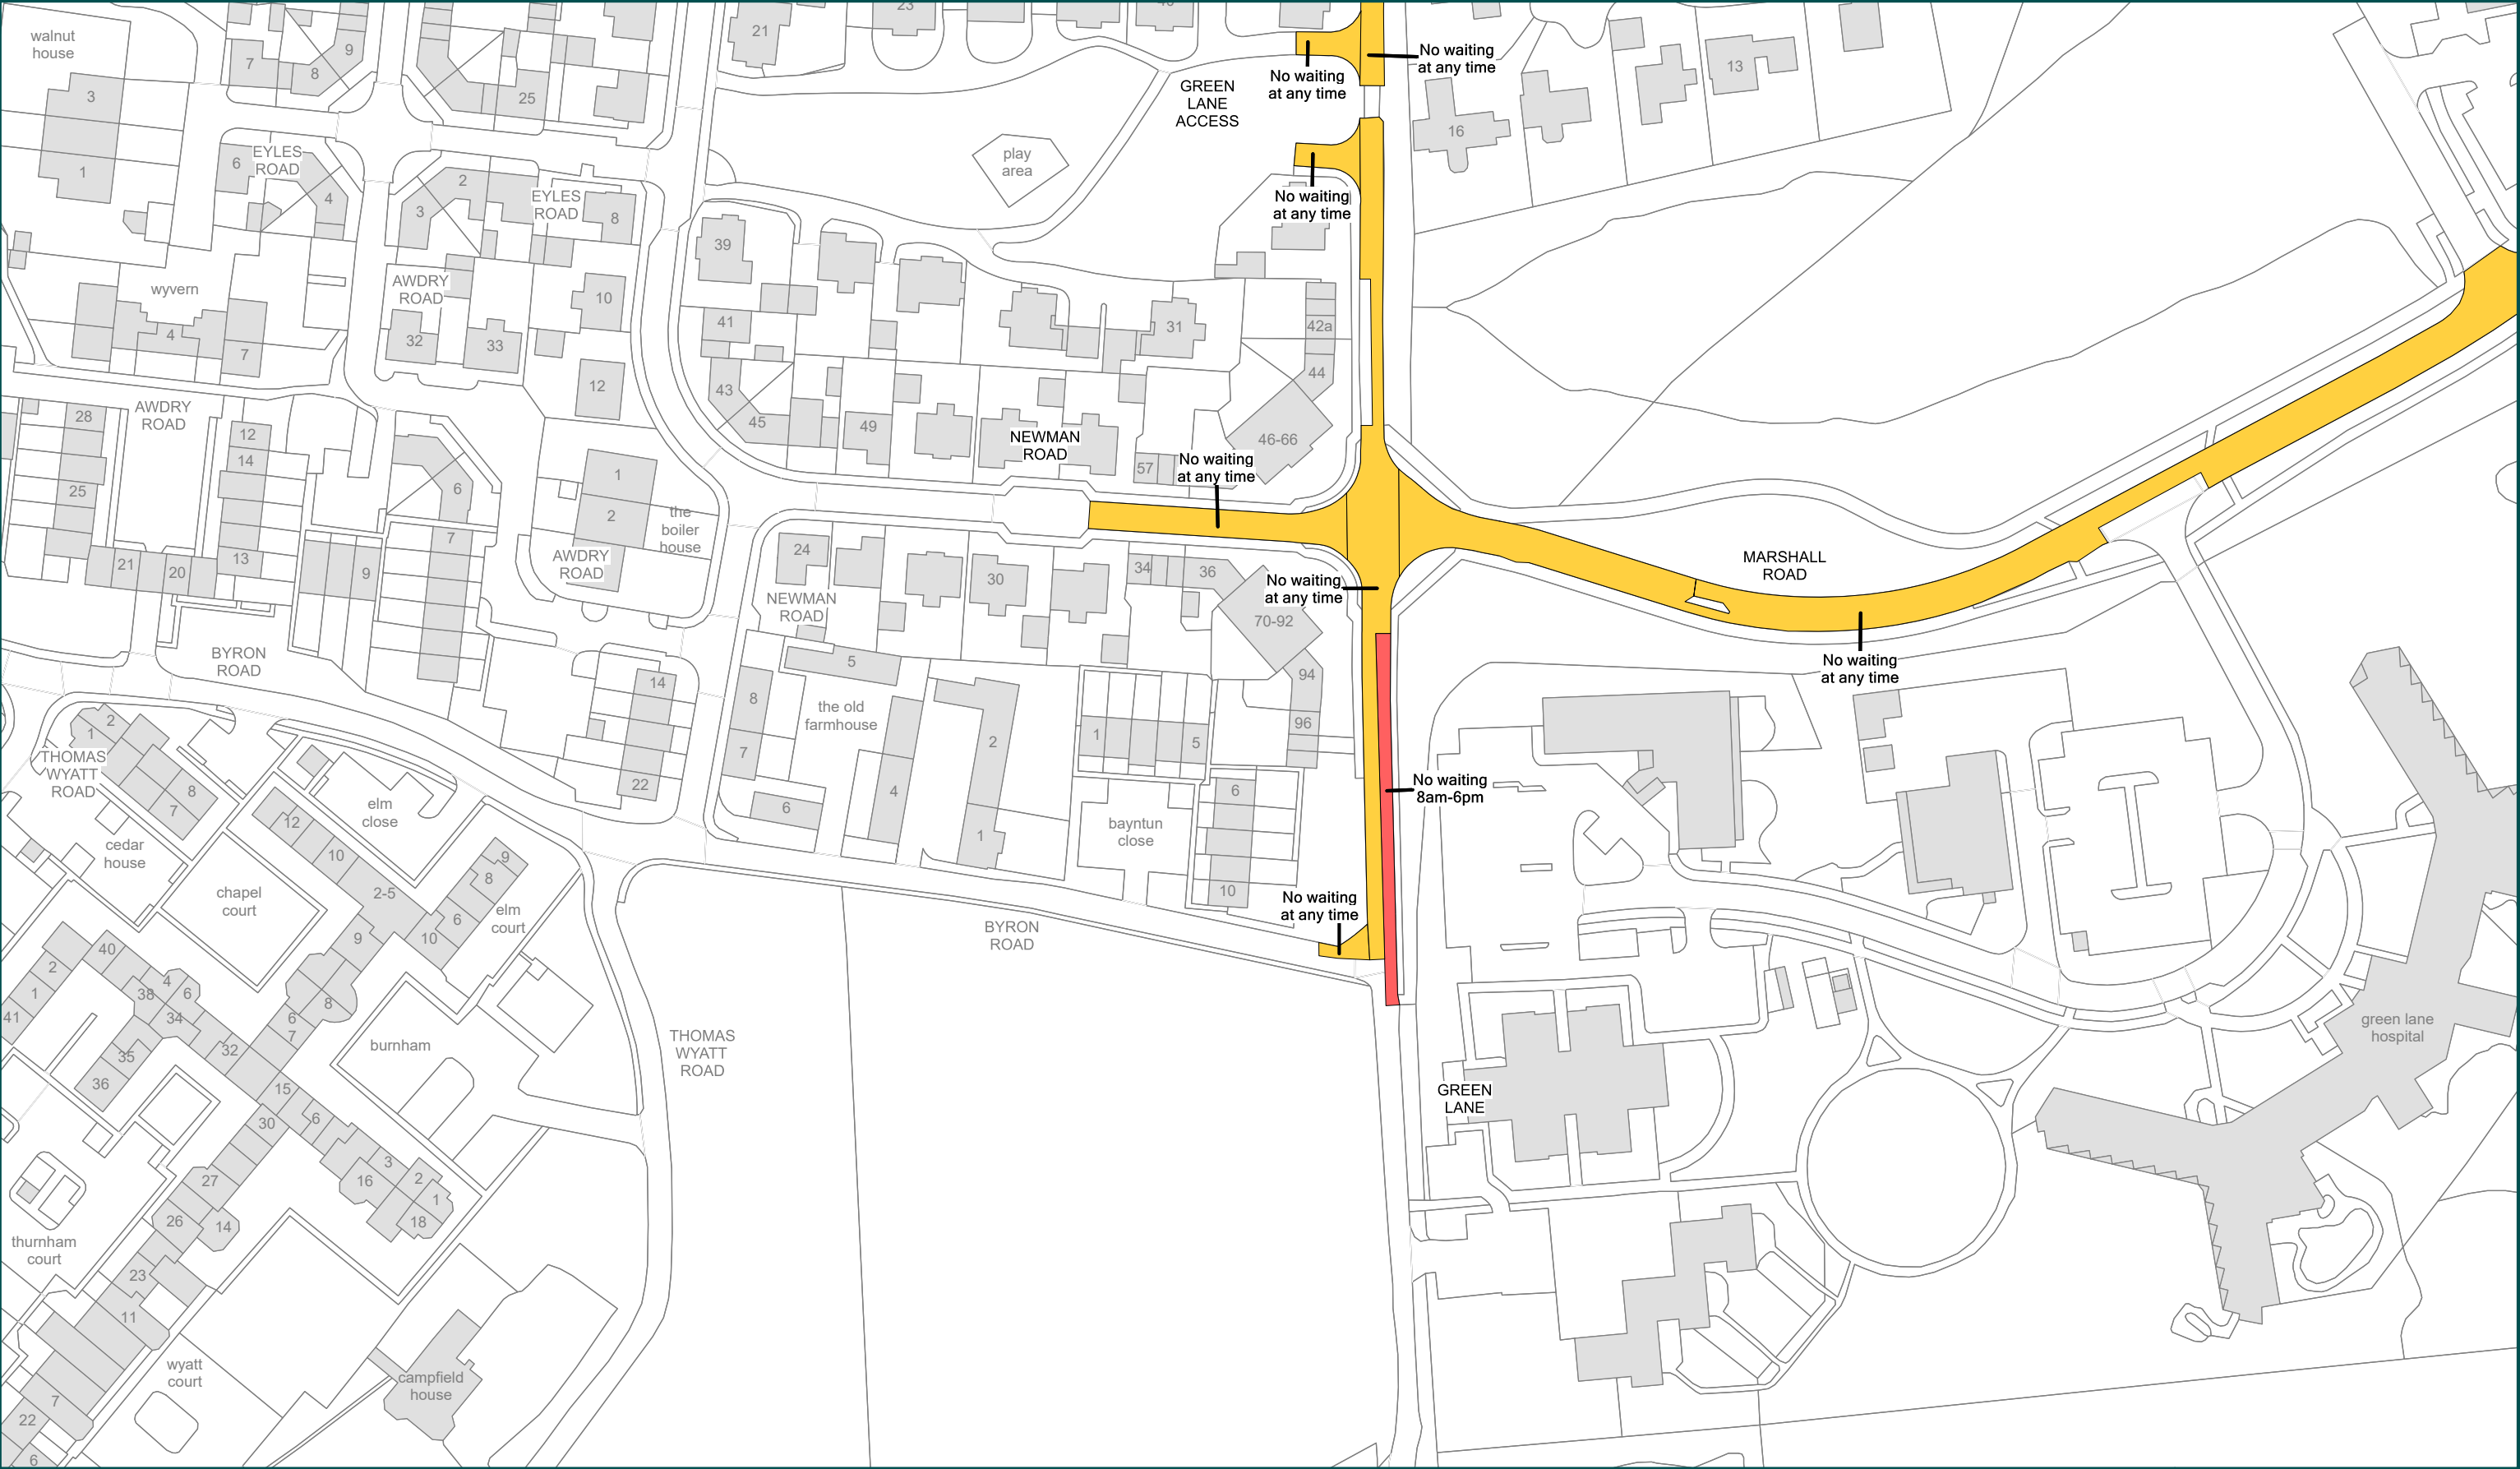 walnut
house
3
1
7
8
9
25
21
23
No waiting
at any time
No waiting
at any time
GREEN
LANE
ACCESS
16
13
play
area
No waiting
at any time
6
EYLES
ROAD
4
2
3
EYLES
ROAD
8
39
wyvern
4
7
AWDRY
ROAD
32
33
10
12
41
43
45
49
31
42a
44
46-66
57
NEWMAN
ROAD
No waiting
at any time
28
AWDRY
ROAD
25
12
14
13
21
20
9
6
7
1
2
the
boiler
house
AWDRY
ROAD
24
NEWMAN
ROAD
30
34
36
No waiting
at any time
70-92
94
96
MARSHALL
ROAD
No waiting
at any time
BYRON
ROAD
14
22
5
8
7
6
the old
farmhouse
4
2
1
1
5
bayntun
close
6
10
No waiting
8am-6pm
No waiting
at any time
BYRON
ROAD
2
1
THOMAS
WYATT
ROAD
8
7
cedar
house
elm
close
12
10
2-5
9
8
6
10
elm
court
chapel
court
9
8
6
7
40
4
6
38
34
32
35
36
2
1
41
burnham
THOMAS
WYATT
ROAD
15
6
30
27
26
14
3
2
1
16
18
thurnham
court
23
11
7
22
6
wyatt
court
campfield
house
GREEN
LANE
green lane
hospital